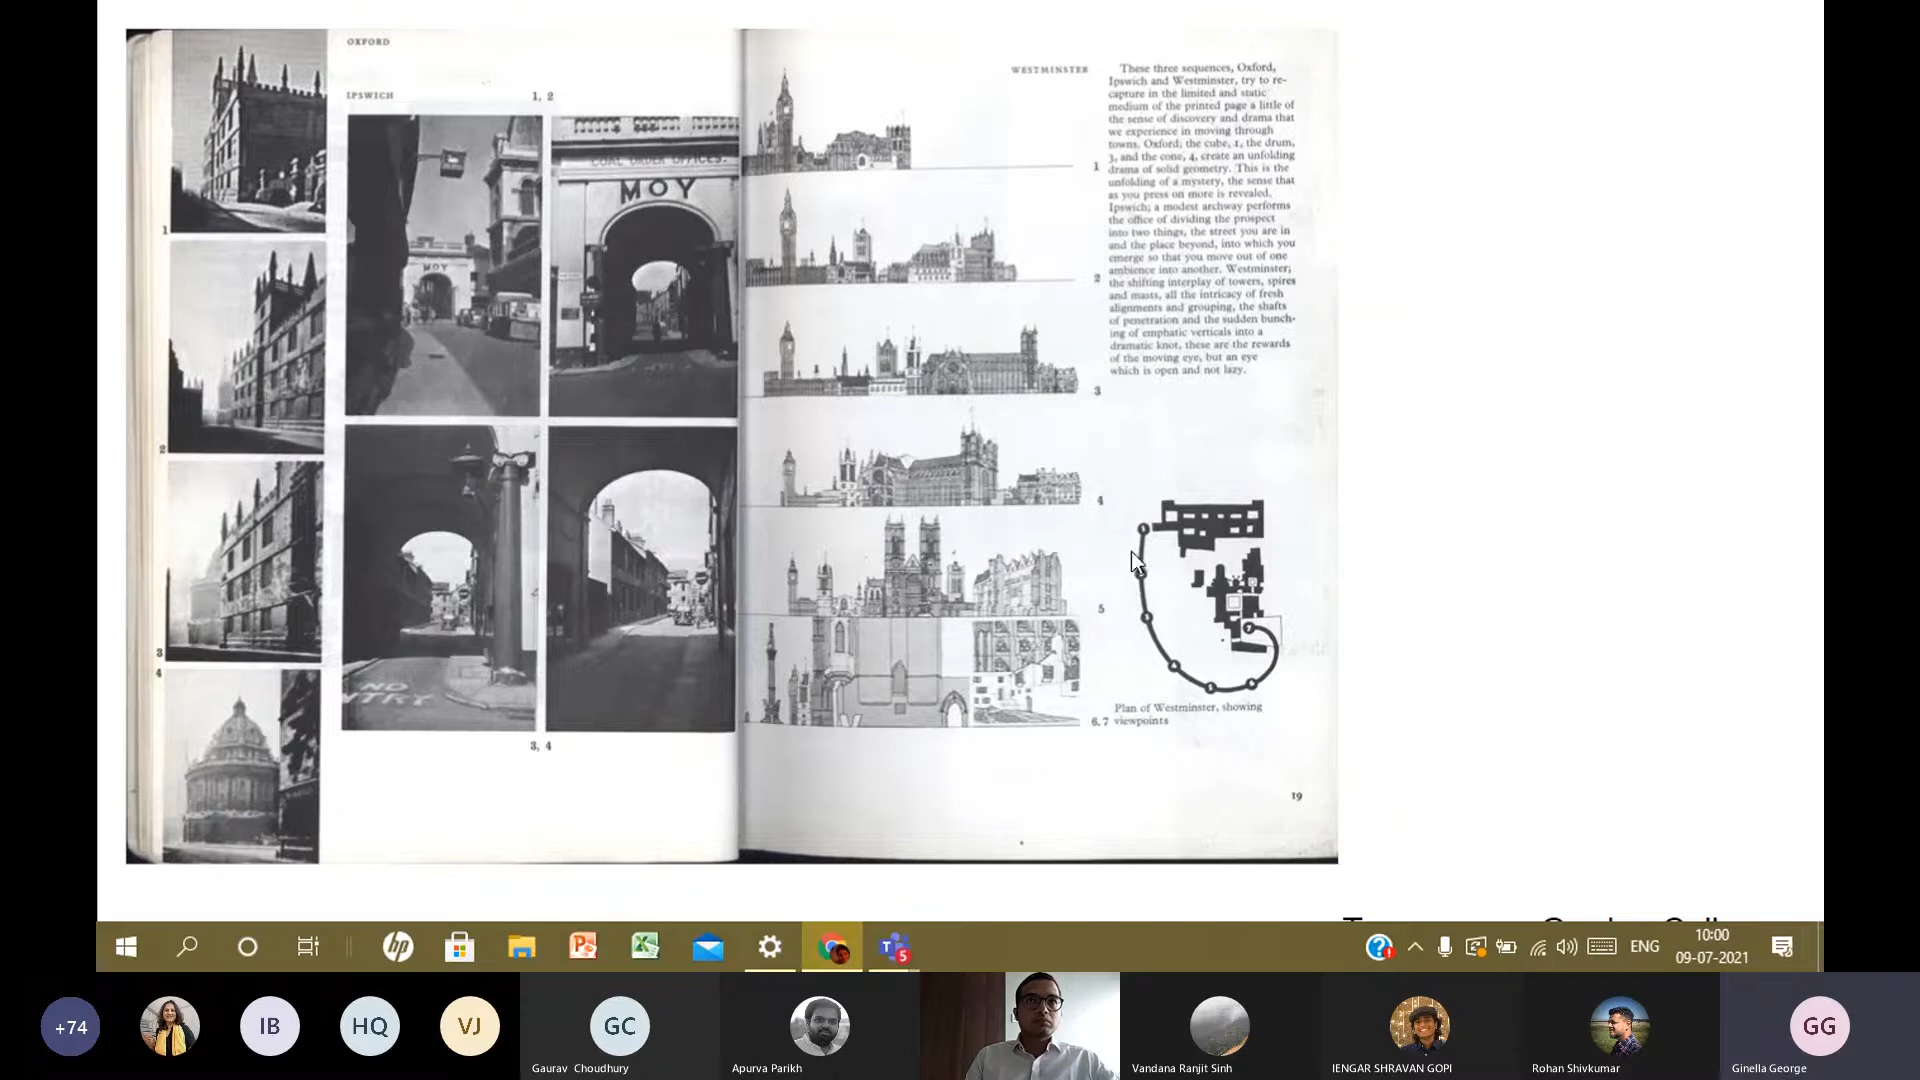 OXFORD
IPSWICH
1, 2
COAL ORDER OFFICES.
MOY
MOY
1
2
3
4
NO
ENTRY
3, 4
WESTMINSTER
1
2
3
4
5
6, 7
These three sequences, Oxford,
Ipswich and Westminster, try to re-
capture in the limited and static
medium of the printed page a little of
the sense of discovery and drama that
we experience in moving through
towns. Oxford; the cube, 1, the drum,
3, and the cone, 4, create an unfolding
drama of solid geometry. This is the
unfolding of a mystery, the sense that
as you press on more is revealed.
Ipswich; a modest archway performs
the office of dividing the prospect
into two things, the street you are in
and the place beyond, into which you
emerge so that you move out of one
ambience into another. Westminster;
the shifting interplay of towers, spires
and masts, all the intricacy of fresh
alignments and grouping, the shafts
of penetration and the sudden bunch-
ing of emphatic verticals into a
dramatic knot, these are the rewards
of the moving eye, but an eye
which is open and not lazy.
Plan of Westminster, showing
viewpoints
19
hp
5
ENG
10:00
09-07-2021
+74
IB
HQ
VJ
GC
GG
Gaurav Choudhury
Apurva Parikh
Vandana Ranjit Sinh
IENGAR SHRAVAN GOPI
Rohan Shivkumar
Ginella George